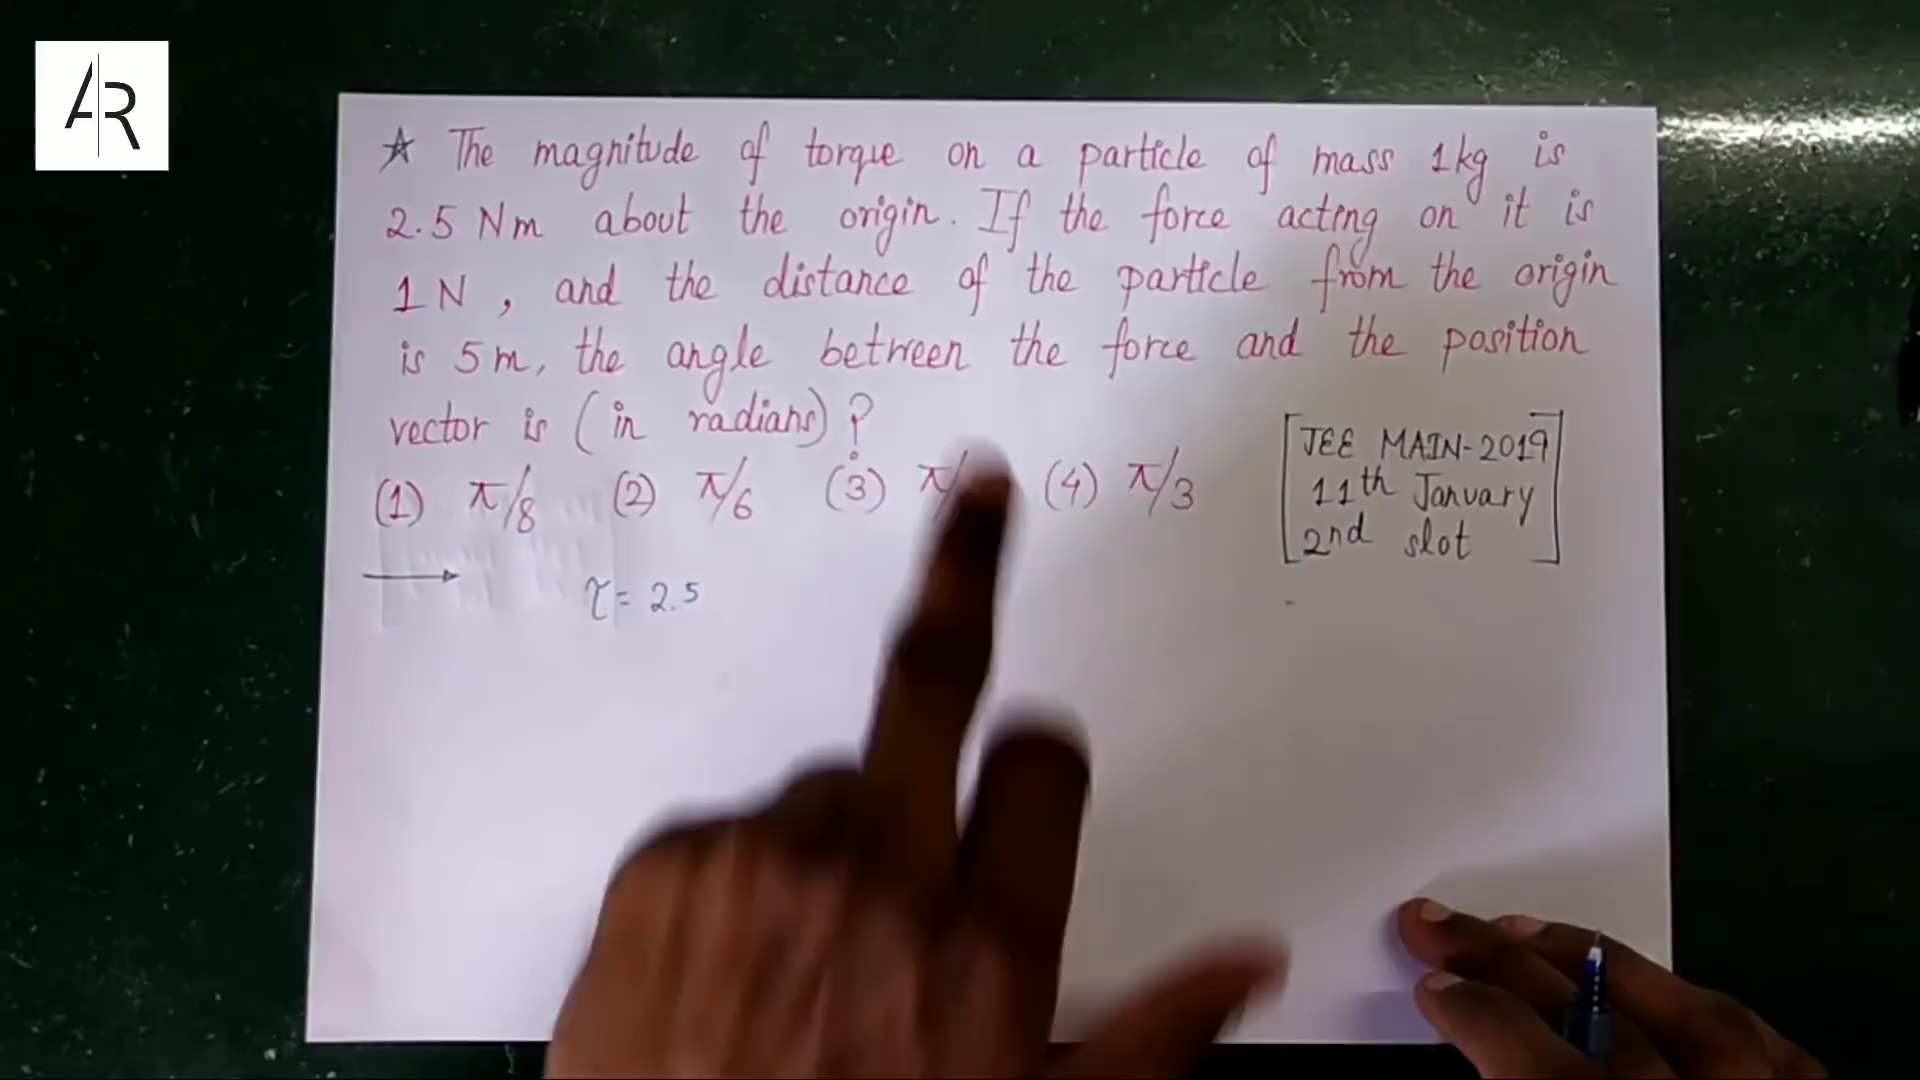 AR
☆ The magnitude of torque on a particle of mass 1kg is
2.5 Nm about the origin. If the force acting on it is
1 N, and the distance of the particle from the origin
is 5m, the angle between the force and the position
vector is (in radians)?
(1) π/8 (2) π/6 (3) π/ (4) π/3
[JEE MAIN-2019
11th January
2nd slot]
τ = 2.5